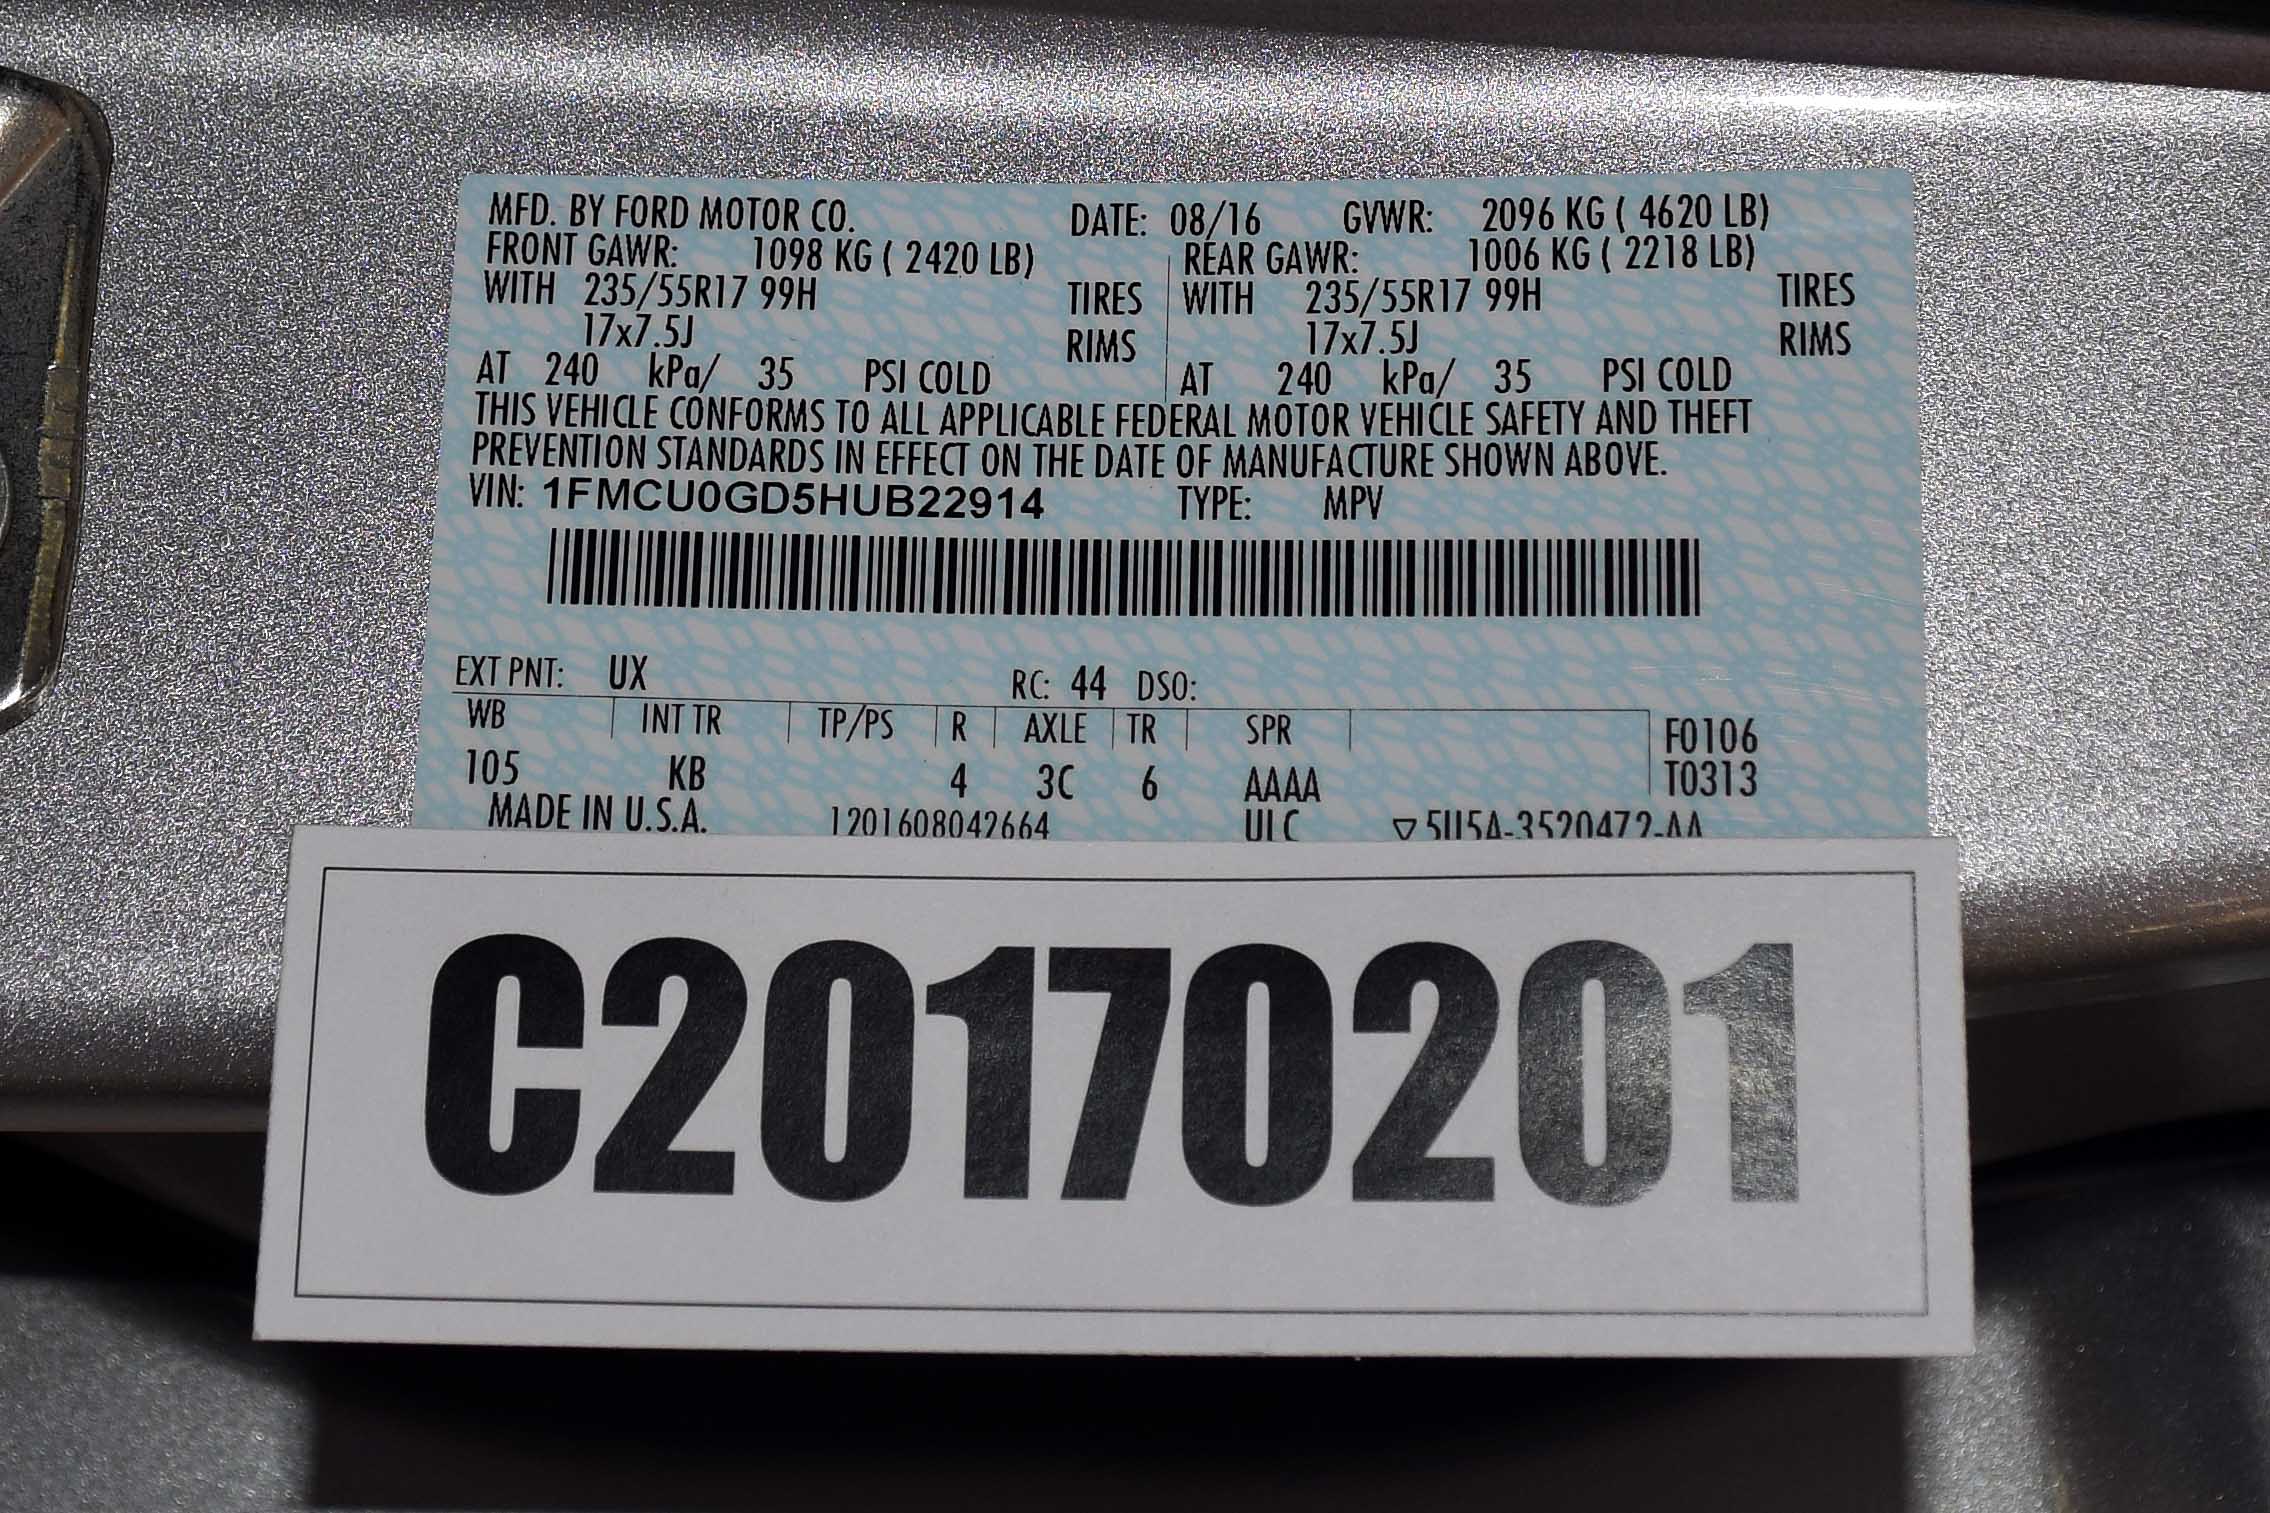 MFD. BY FORD MOTOR CO. DATE: 08/16 GVWR: 2096 KG ( 4620 LB)
FRONT GAWR: 1098 KG ( 2420 LB) REAR GAWR: 1006 KG ( 2218 LB)
WITH 235/55R17 99H TIRES WITH 235/55R17 99H TIRES
17x7.5J RIMS 17x7.5J RIMS
AT 240 kPa/ 35 PSI COLD AT 240 kPa/ 35 PSI COLD
THIS VEHICLE CONFORMS TO ALL APPLICABLE FEDERAL MOTOR VEHICLE SAFETY AND THEFT
PREVENTION STANDARDS IN EFFECT ON THE DATE OF MANUFACTURE SHOWN ABOVE.
VIN: 1FMCU0GD5HUB22914 TYPE: MPV
EXT PNT: UX RC: 44 DSO:
WB INT TR TP/PS R AXLE TR SPR F0106
105 KB 4 3C 6 AAAA T0313
MADE IN U.S.A. 1201608042664 ULC ▽5U5A-3520472-AA
C20170201